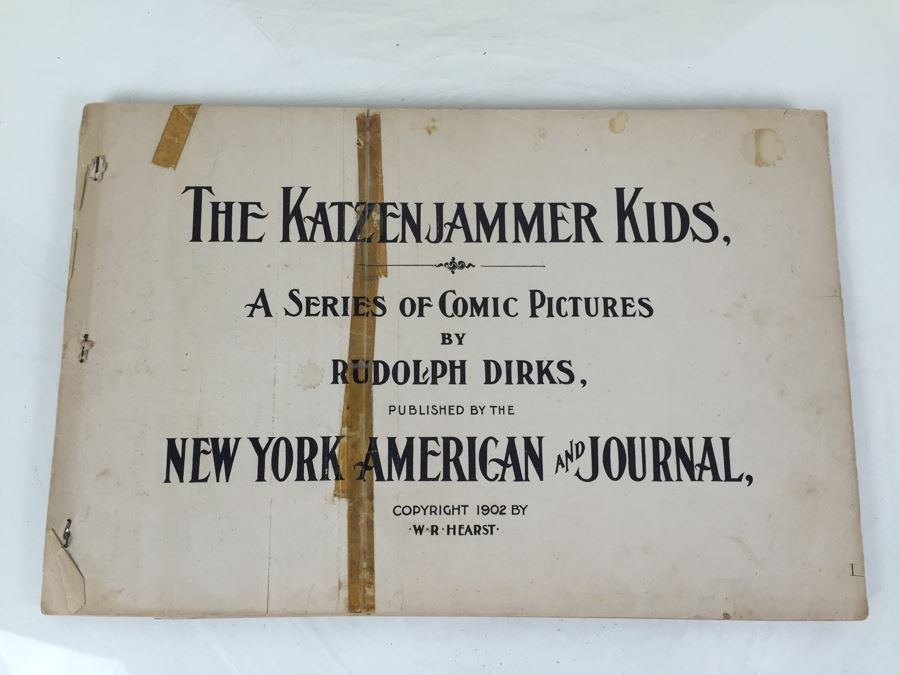 THE KATZENJAMMER KIDS,
A SERIES OF COMIC PICTURES
BY
RUDOLPH DIRKS,
PUBLISHED BY THE
NEW YORK AMERICAN AND JOURNAL,
COPYRIGHT 1902 BY
·W·R·HEARST·